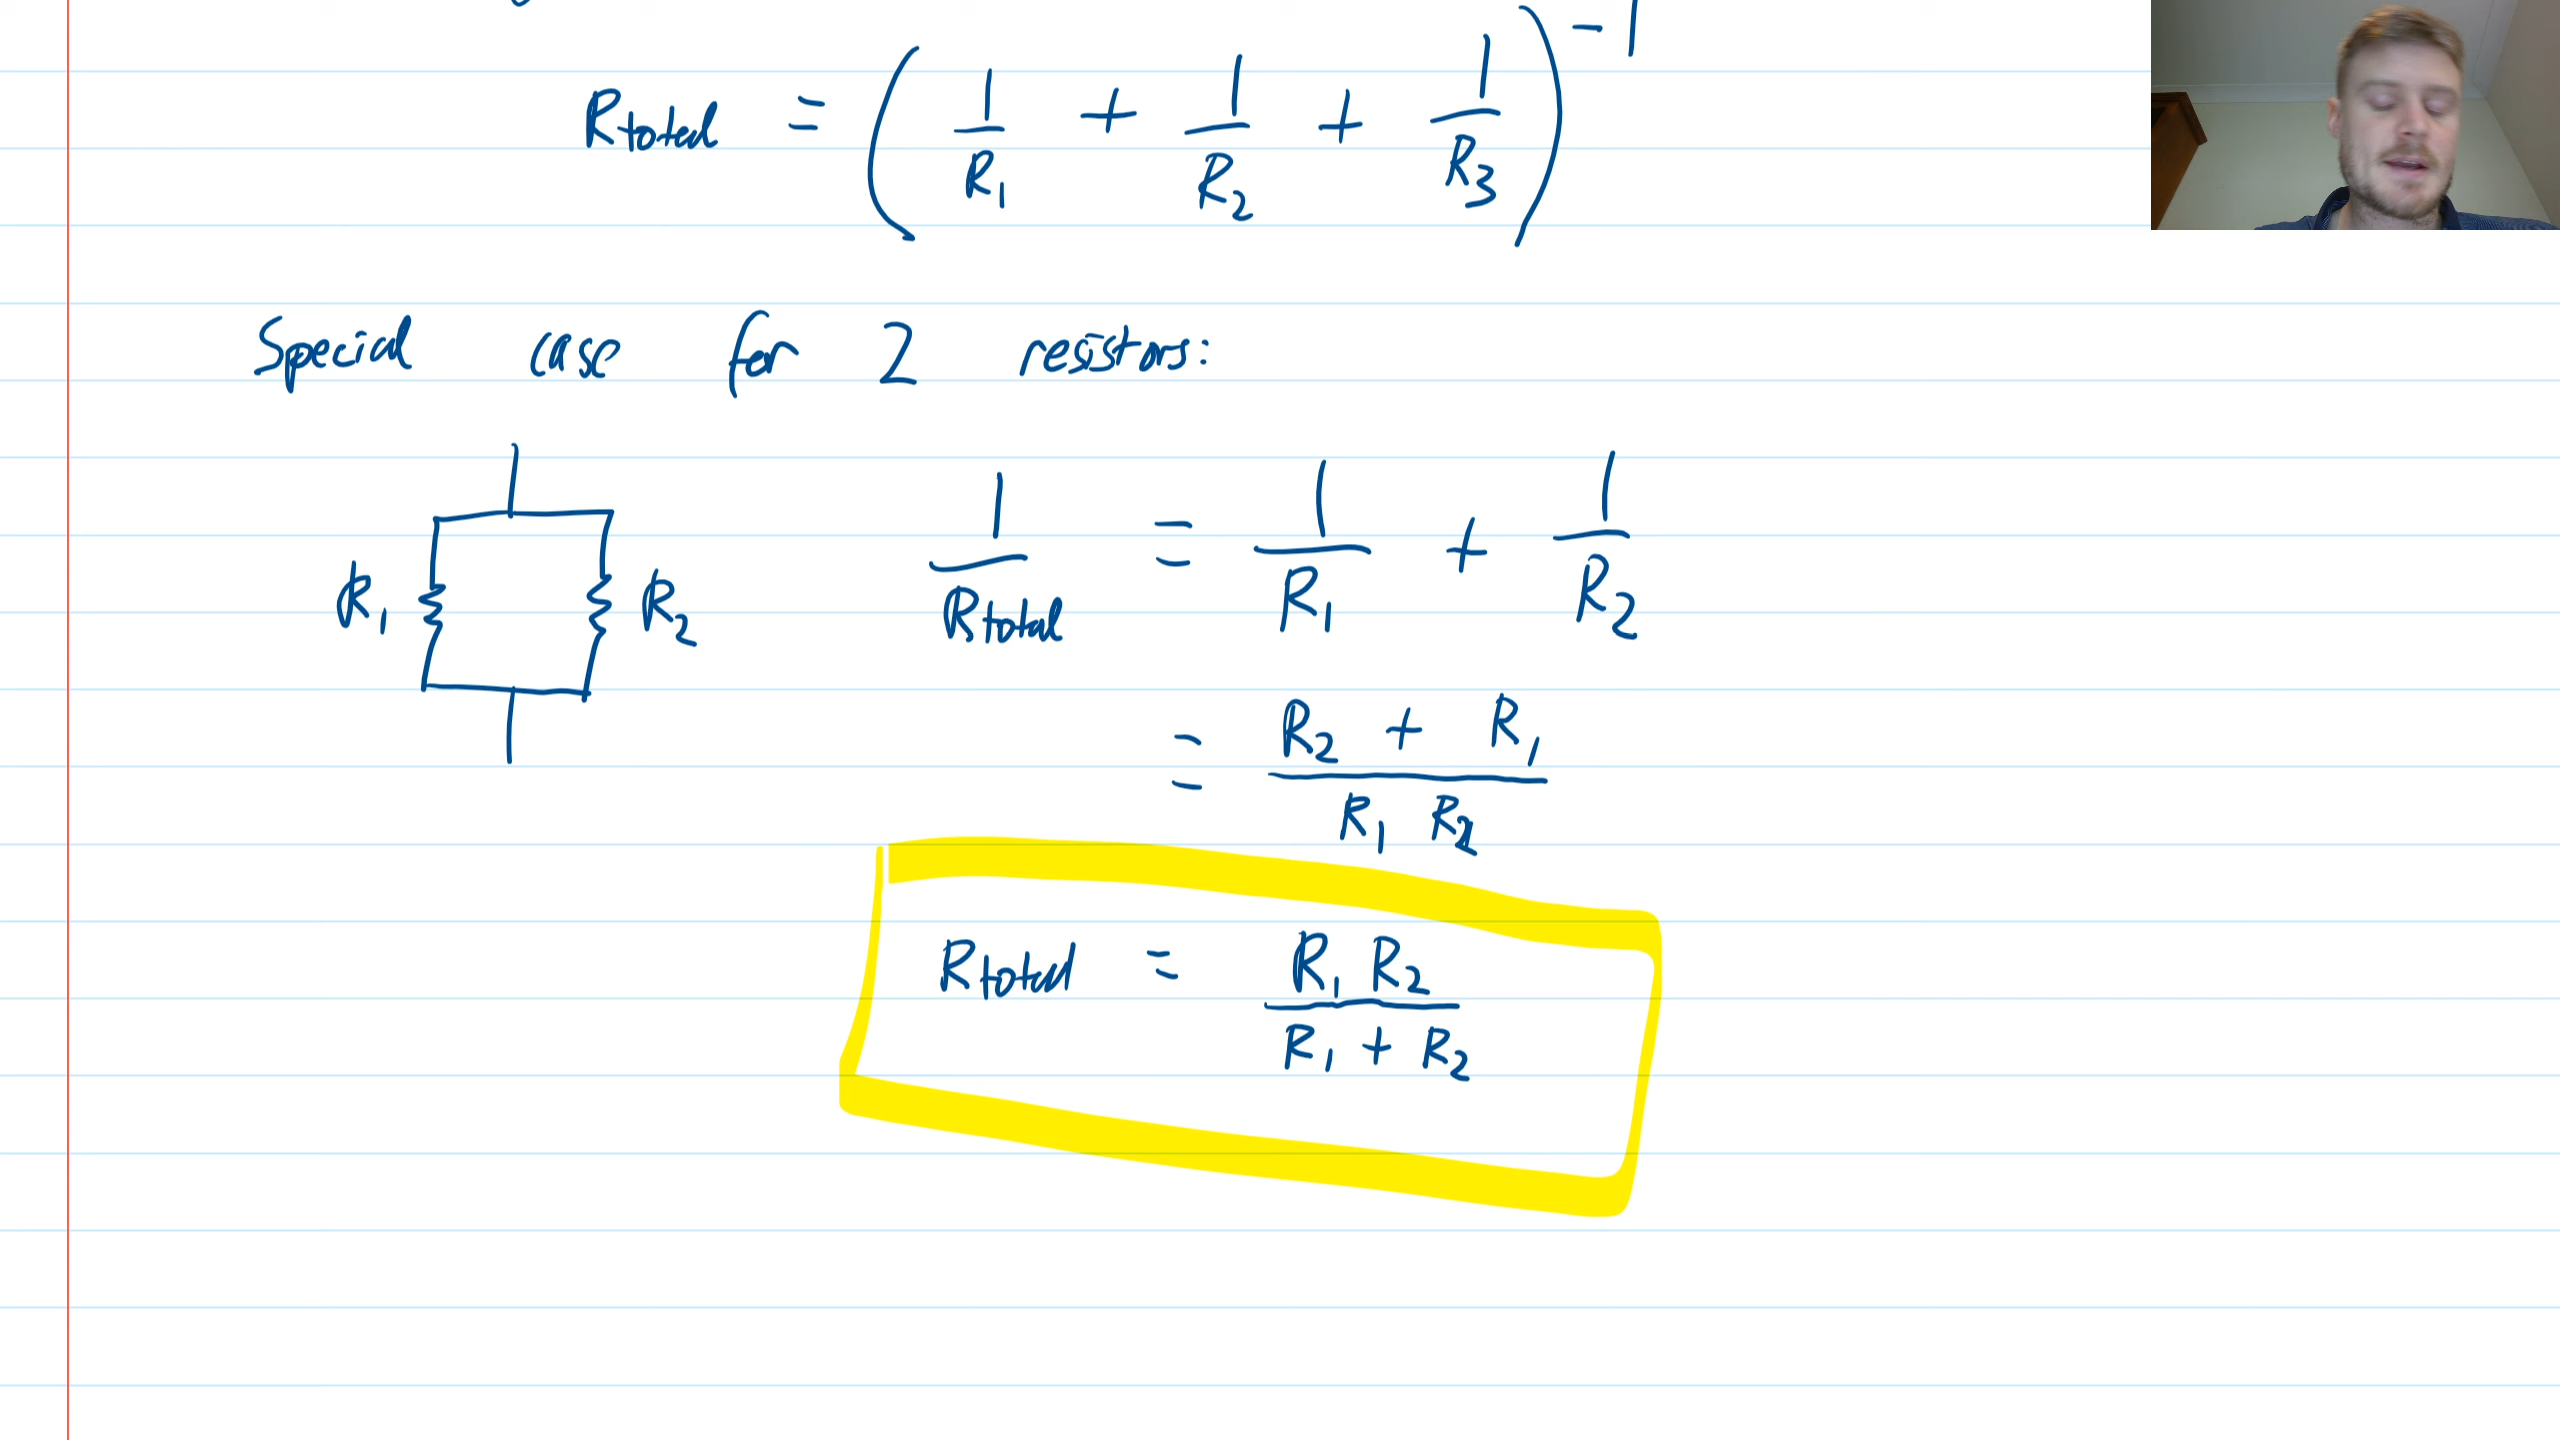 Rtotal = ( 1/R1 + 1/R2 + 1/R3 )^-1
Special case for 2 resistors:
R1 R2
1/Rtotal = 1/R1 + 1/R2
= (R2 + R1)/(R1 R2)
Rtotal = (R1 R2)/(R1 + R2)